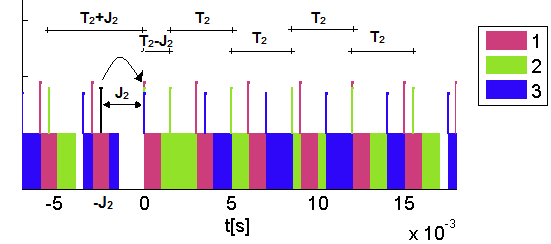 T₂+J₂ T₂ T₂
T₂-J₂ T₂ T₂
J₂
1
2
3
-5 -J₂ 0 5 10 15
t[s] x 10⁻³